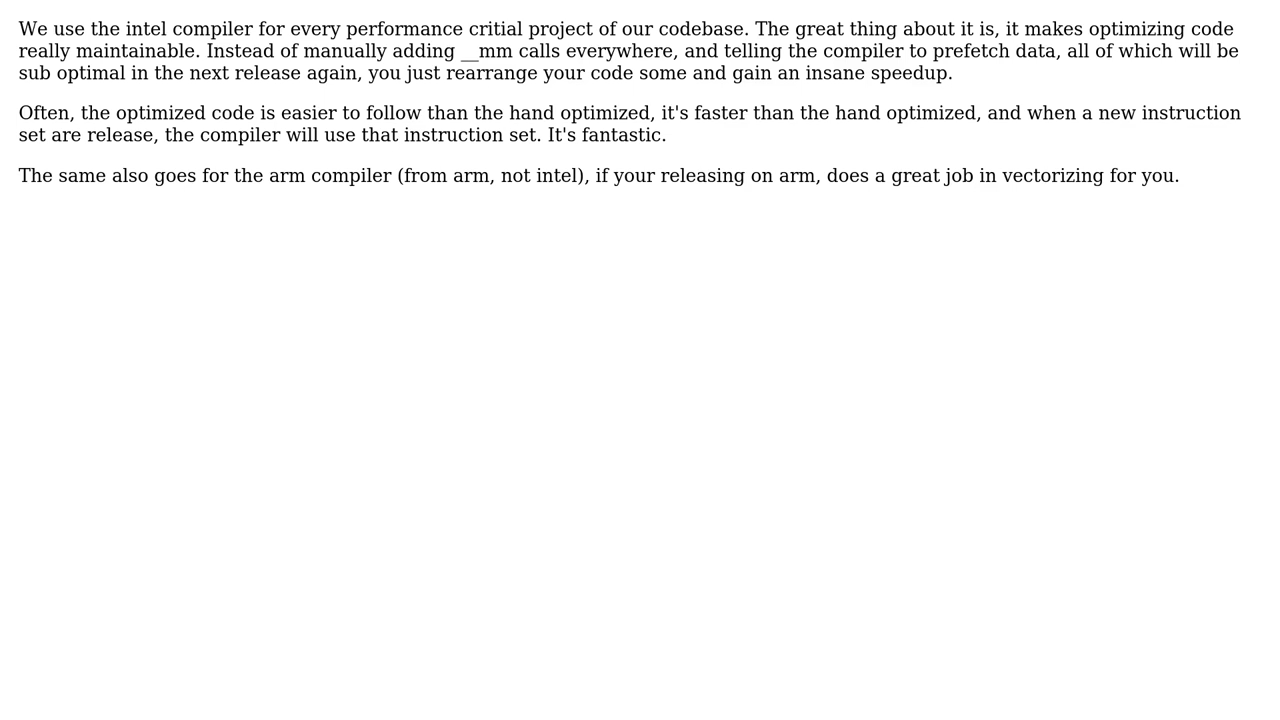 We use the intel compiler for every performance critial project of our codebase. The great thing about it is, it makes optimizing code
really maintainable. Instead of manually adding __mm calls everywhere, and telling the compiler to prefetch data, all of which will be
sub optimal in the next release again, you just rearrange your code some and gain an insane speedup.
Often, the optimized code is easier to follow than the hand optimized, it's faster than the hand optimized, and when a new instruction
set are release, the compiler will use that instruction set. It's fantastic.
The same also goes for the arm compiler (from arm, not intel), if your releasing on arm, does a great job in vectorizing for you.